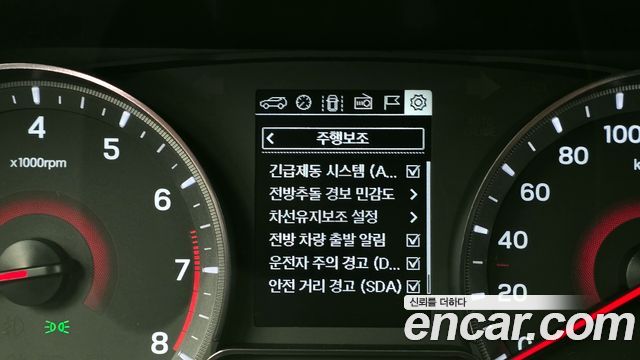 주행보조
긴급제동 시스템 (A...
전방추돌 경보 민감도
차선유지보조 설정
전방 차량 출발 알림
운전자 주의 경고 (D...
안전 거리 경고 (SDA)
4
5
6
7
8
x1000rpm
100
80
60
40
20
신뢰를 더하다
encar.com